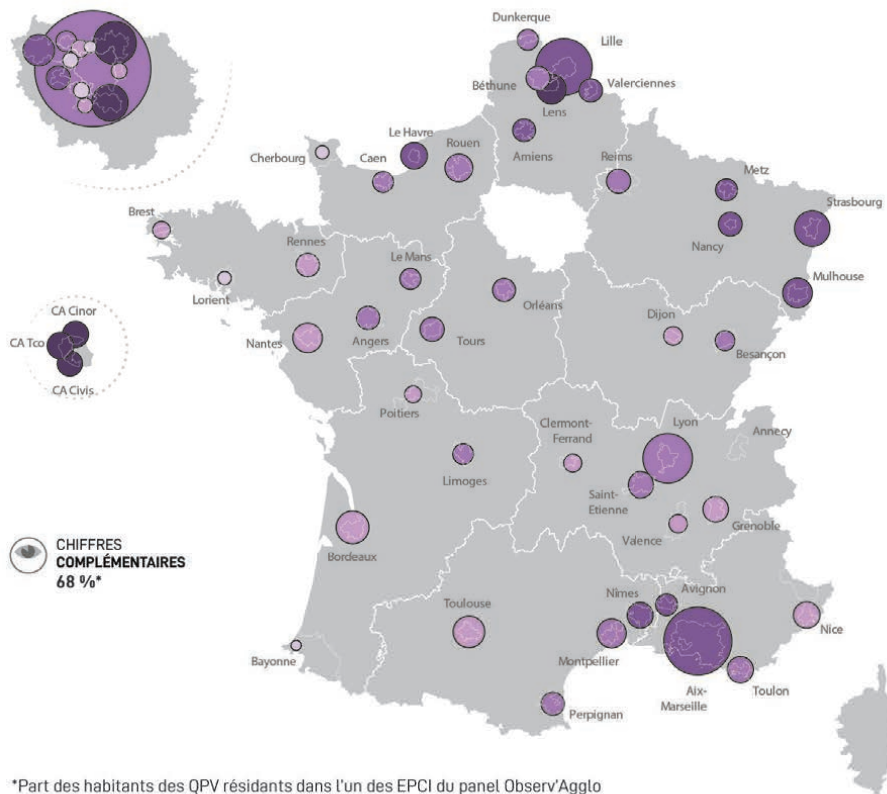 Dunkerque
Lille
Béthune
Valerciennes
Lens
Le Havre
Rouen
Amiens
Cherbourg
Caen
Reims
Metz
Strasbourg
Nancy
Brest
Rennes
Le Mans
Lorient
Orléans
Mulhouse
CA Cinor
CA Tco
CA Civis
Nantes
Angers
Tours
Dijon
Besançon
Poitiers
Clermont-
Ferrand
Lyon
Annecy
Limoges
Saint-
Etienne
Valence
Grenoble
CHIFFRES
COMPLÉMENTAIRES
68 %*
Bordeaux
Toulouse
Nîmes
Avignon
Nice
Bayonne
Montpellier
Aix-
Marseille
Toulon
Perpignan
*Part des habitants des QPV résidants dans l'un des EPCI du panel Observ'Agglo